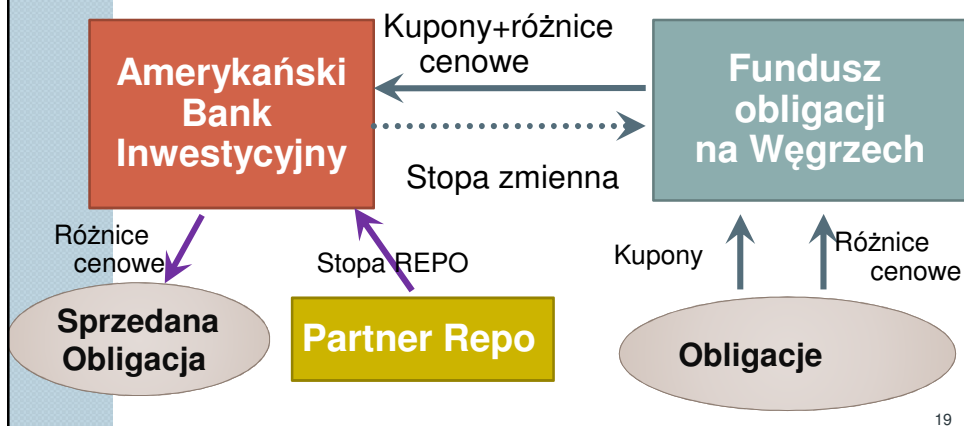 Kupony+różnice
cenowe
Amerykański
Bank
Inwestycyjny
Fundusz
obligacji
na Węgrzech
Stopa zmienna
Różnice
cenowe
Stopa REPO
Kupony
Różnice
cenowe
Sprzedana
Obligacja
Partner Repo
Obligacje
19